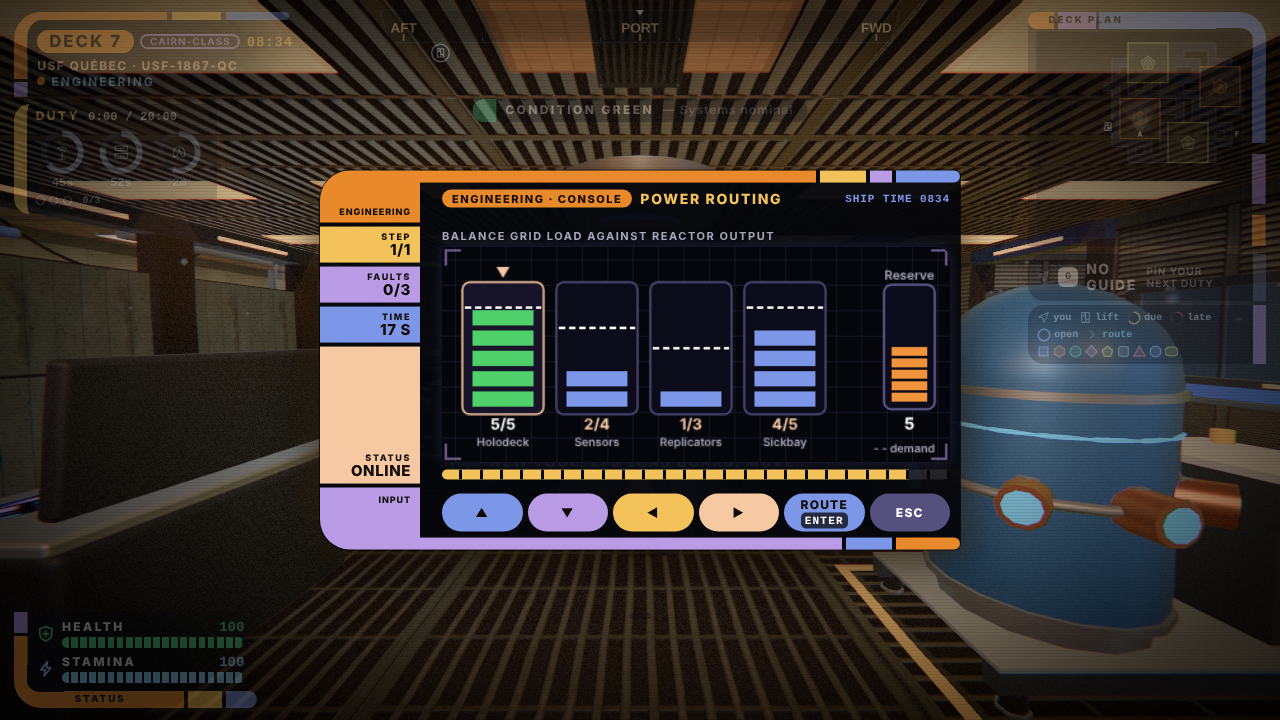 AFT
PORT
FWD
DECK PLAN
DECK 7
CAIRN-CLASS
08:34
USF QUÉBEC · USF-1867-QC
ENGINEERING
DUTY 0:00 / 20:00
45s
52s
2m
0/3
CONDITION GREEN — Systems nominal
A
F
ENGINEERING
STEP
1/1
FAULTS
0/3
TIME
17 S
STATUS
ONLINE
INPUT
ENGINEERING · CONSOLE
POWER ROUTING
SHIP TIME 0834
BALANCE GRID LOAD AGAINST REACTOR OUTPUT
Reserve
5/5
Holodeck
2/4
Sensors
1/3
Replicators
4/5
Sickbay
5
- - demand
ROUTE
ENTER
ESC
6
NO GUIDE
PIN YOUR NEXT DUTY
you
lift
due
late
open
route
HEALTH 100
STAMINA 100
STATUS